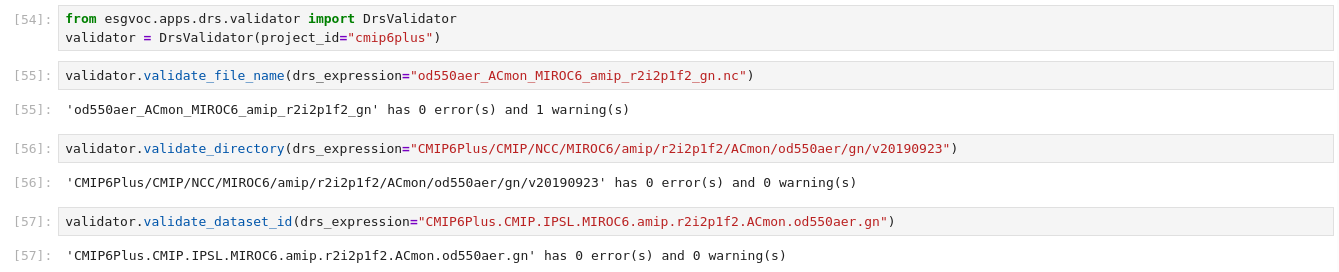 [54]: from esgvoc.apps.drs.validator import DrsValidator
validator = DrsValidator(project_id="cmip6plus")
[55]: validator.validate_file_name(drs_expression="od550aer_ACmon_MIROC6_amip_r2i2p1f2_gn.nc")
[55]: 'od550aer_ACmon_MIROC6_amip_r2i2p1f2_gn' has 0 error(s) and 1 warning(s)
[56]: validator.validate_directory(drs_expression="CMIP6Plus/CMIP/NCC/MIROC6/amip/r2i2p1f2/ACmon/od550aer/gn/v20190923")
[56]: 'CMIP6Plus/CMIP/NCC/MIROC6/amip/r2i2p1f2/ACmon/od550aer/gn/v20190923' has 0 error(s) and 0 warning(s)
[57]: validator.validate_dataset_id(drs_expression="CMIP6Plus.CMIP.IPSL.MIROC6.amip.r2i2p1f2.ACmon.od550aer.gn")
[57]: 'CMIP6Plus.CMIP.IPSL.MIROC6.amip.r2i2p1f2.ACmon.od550aer.gn' has 0 error(s) and 0 warning(s)